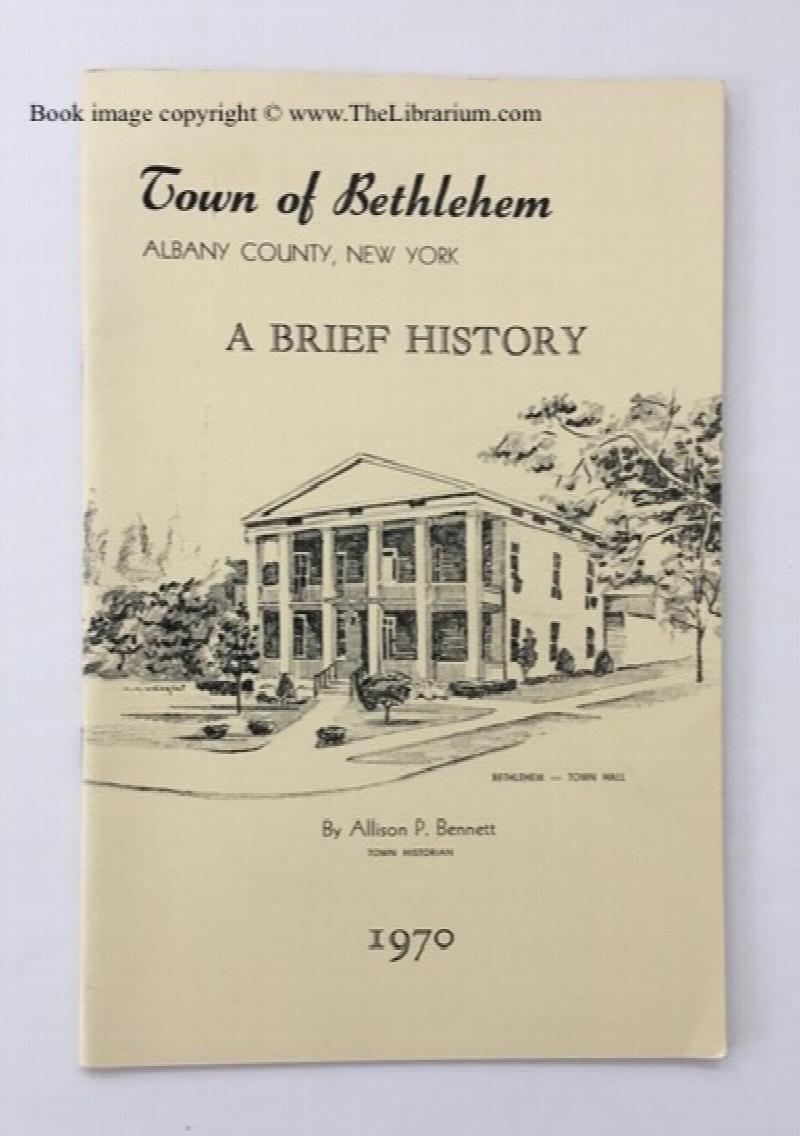 Book image copyright © www.TheLibrarium.com
Town of Bethlehem
ALBANY COUNTY, NEW YORK
A BRIEF HISTORY
BETHLEHEM — TOWN HALL
By Allison P. Bennett
TOWN HISTORIAN
1970